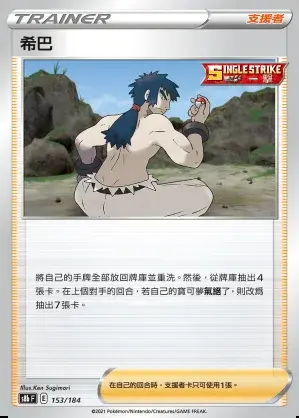 TRAINER
支援者
希巴
SINGLE STRIKE
一擊
將自己的手牌全部放回牌庫並重洗。然後,從牌庫抽出4
張卡。在上個對手的回合,若自己的寶可夢氣絕了,則改為
抽出7張卡。
Illus.Ken Sugimori
s8b F E 153/184
在自己的回合時,支援者卡只可使用1張。
©2021 Pokémon/Nintendo/Creatures/GAME FREAK.